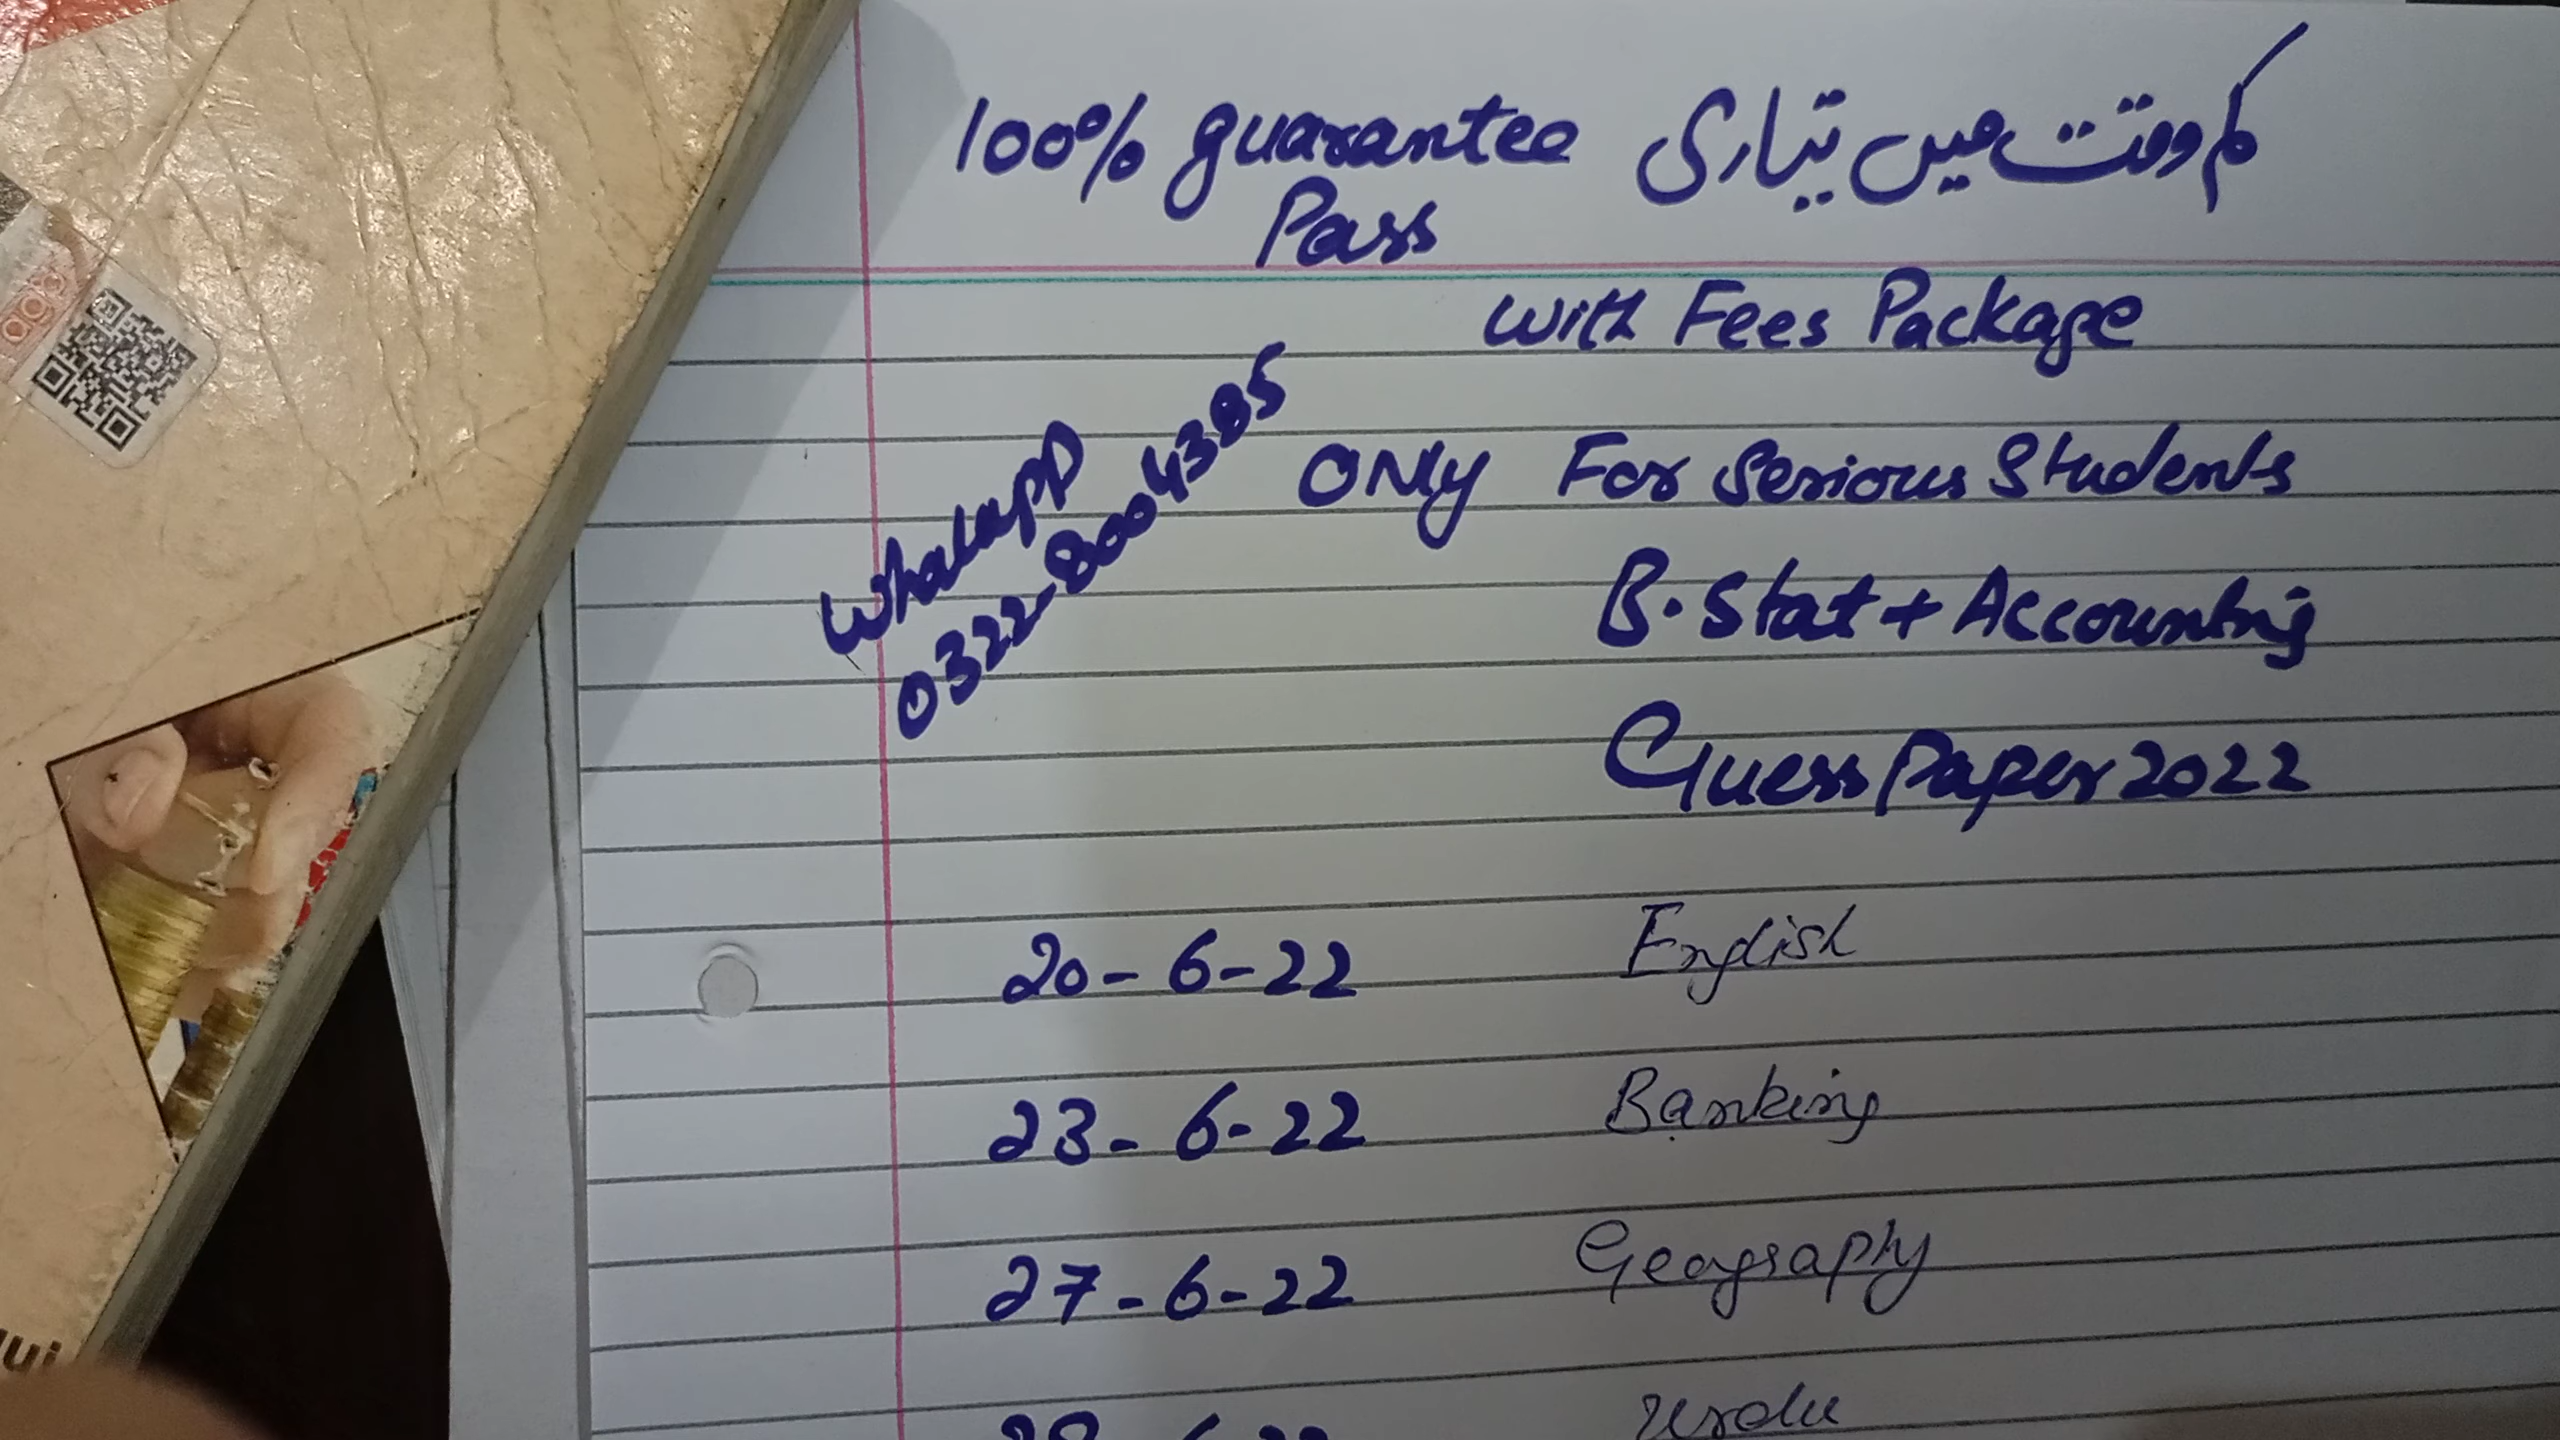 100% guarantee کم وقت میں تیاری
Pass
with Fees Package
Only For Serious Students
Whatsapp
0322-8004385
B.Stat + Accounting
Guess Paper 2022
20-6-22 English
23-6-22 Banking
27-6-22 Geography
Urdu